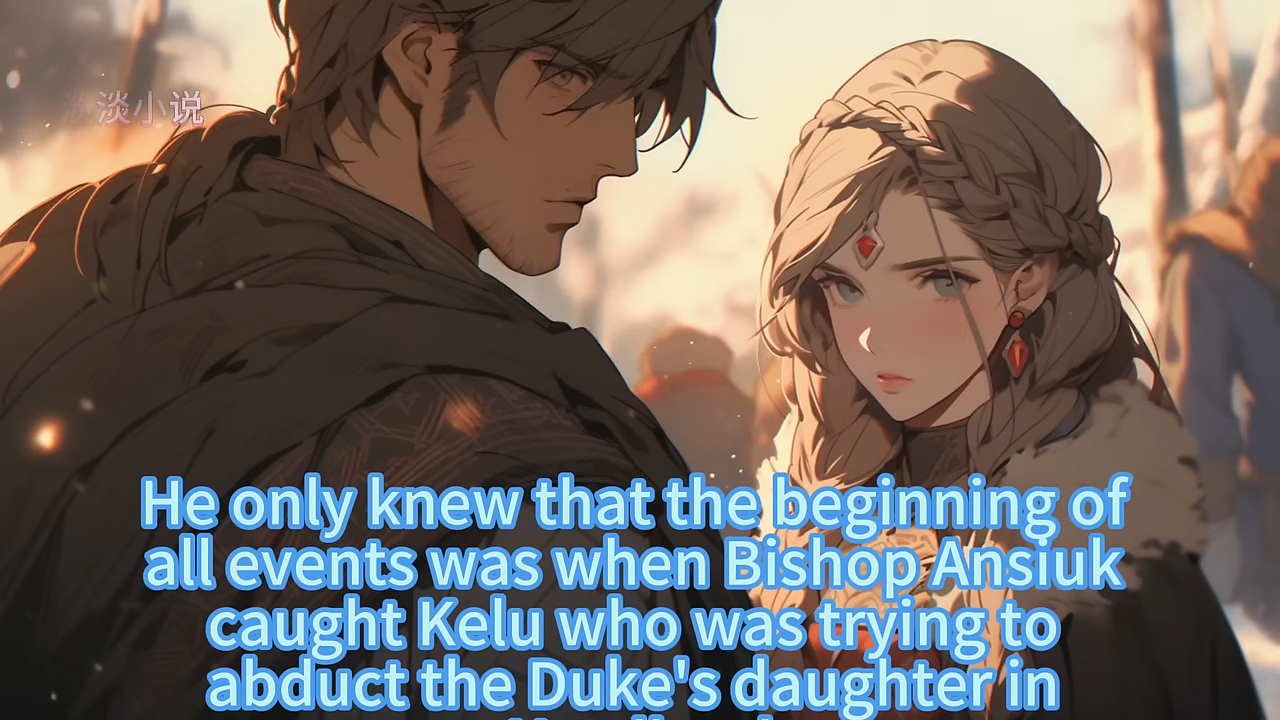 淡淡小说
He only knew that the beginning of
all events was when Bishop Ansiuk
caught Kelu who was trying to
abduct the Duke's daughter in